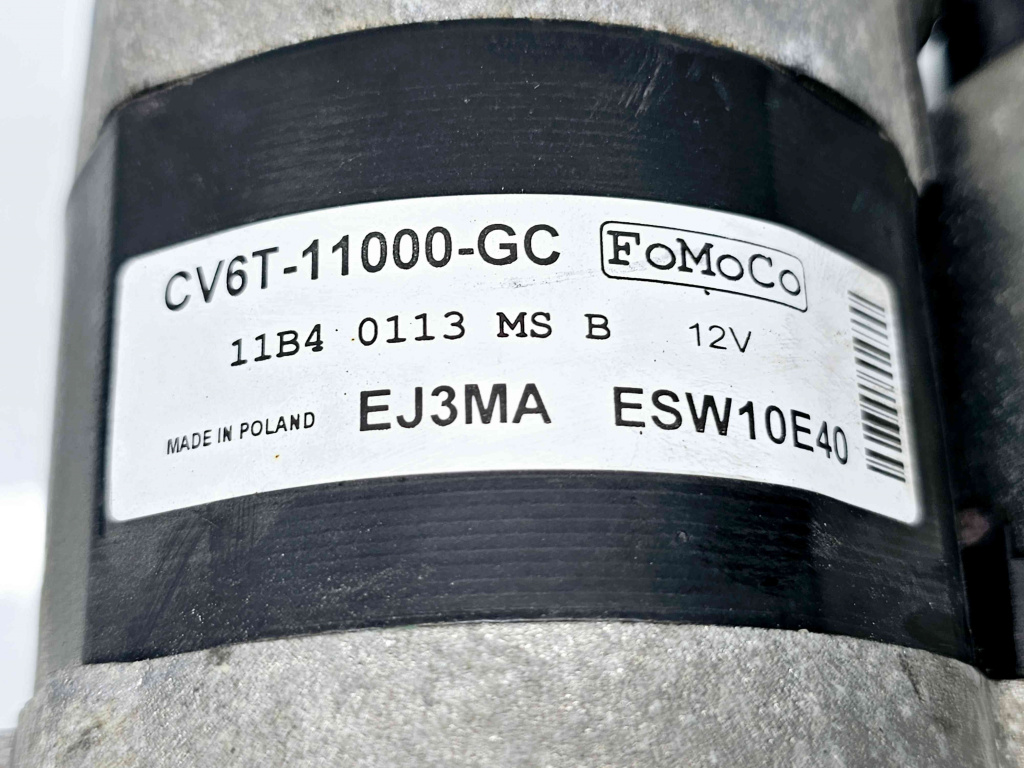 CV6T-11000-GC FoMoCo
11B4 0113 MS B 12V
MADE IN POLAND EJ3MA ESW10E40